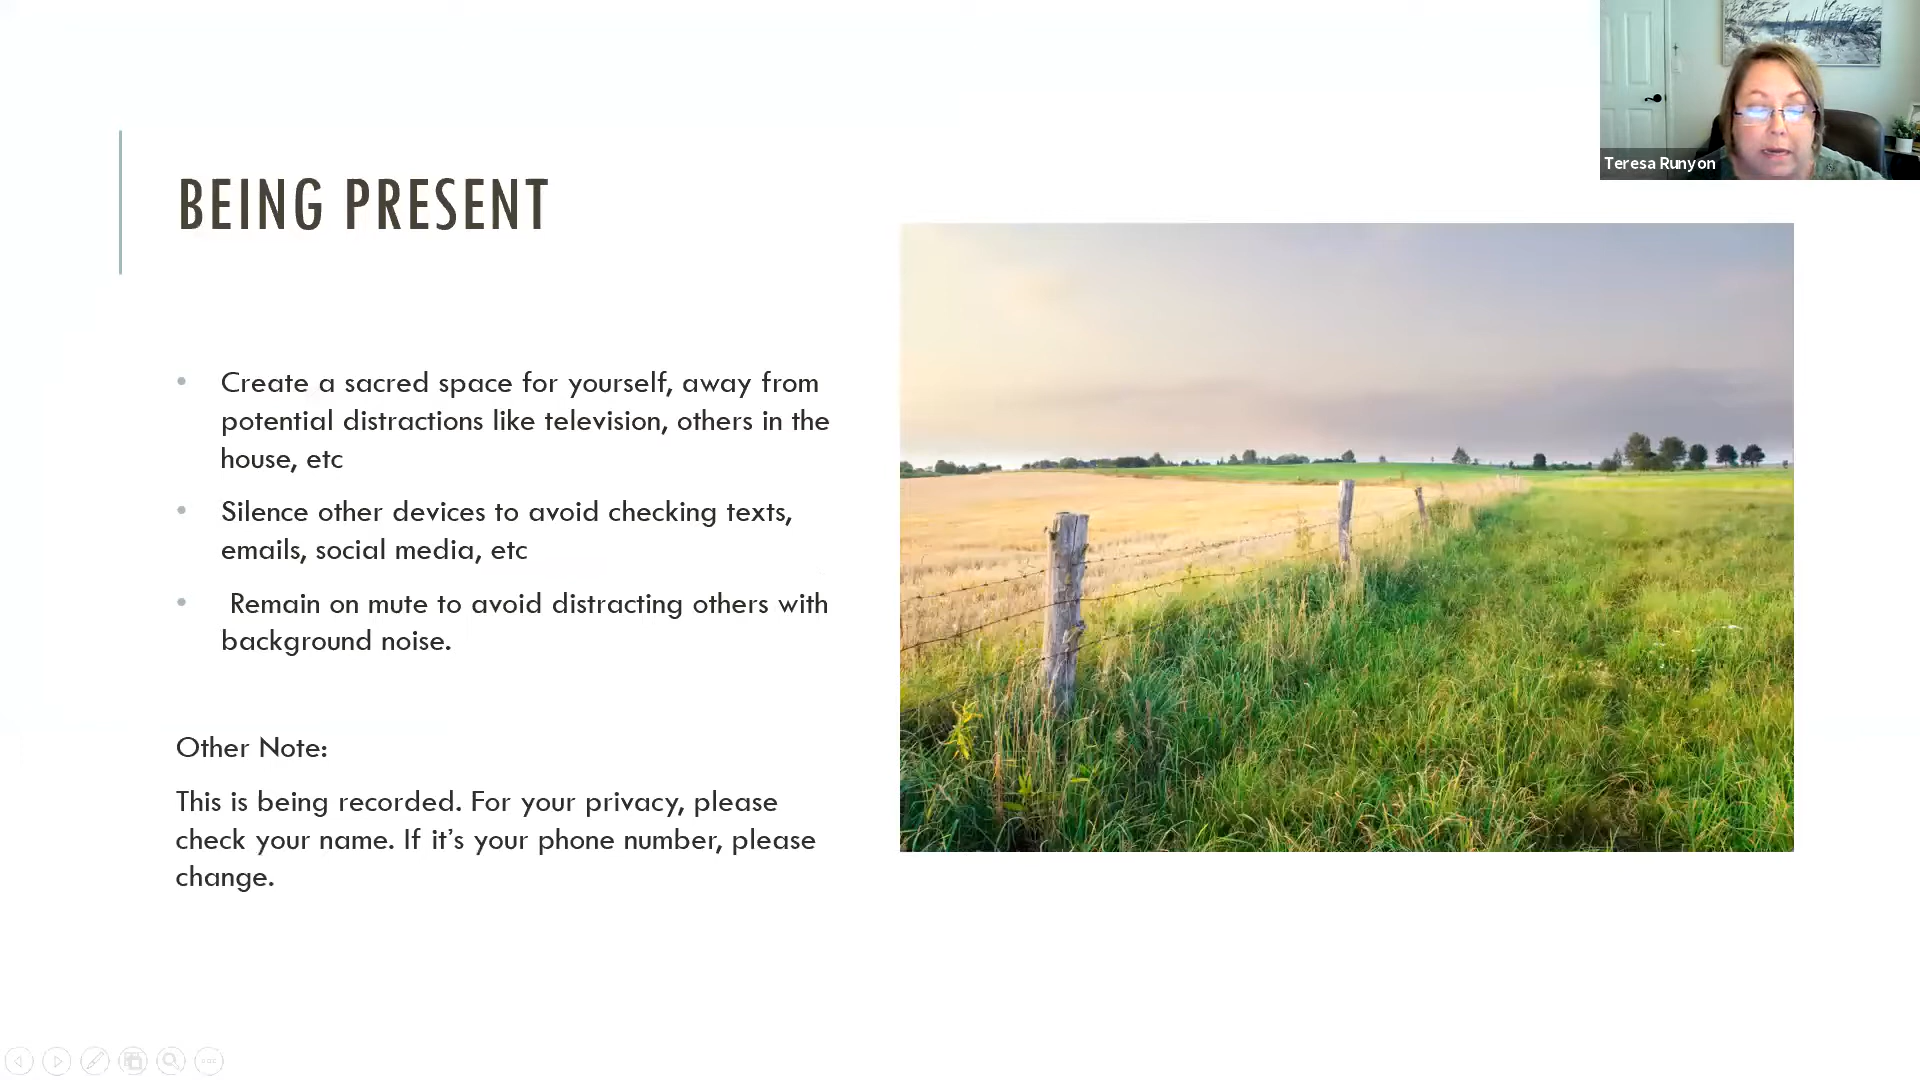 Teresa Runyon
BEING PRESENT
• Create a sacred space for yourself, away from
potential distractions like television, others in the
house, etc
• Silence other devices to avoid checking texts,
emails, social media, etc
• Remain on mute to avoid distracting others with
background noise.
Other Note:
This is being recorded. For your privacy, please
check your name. If it’s your phone number, please
change.